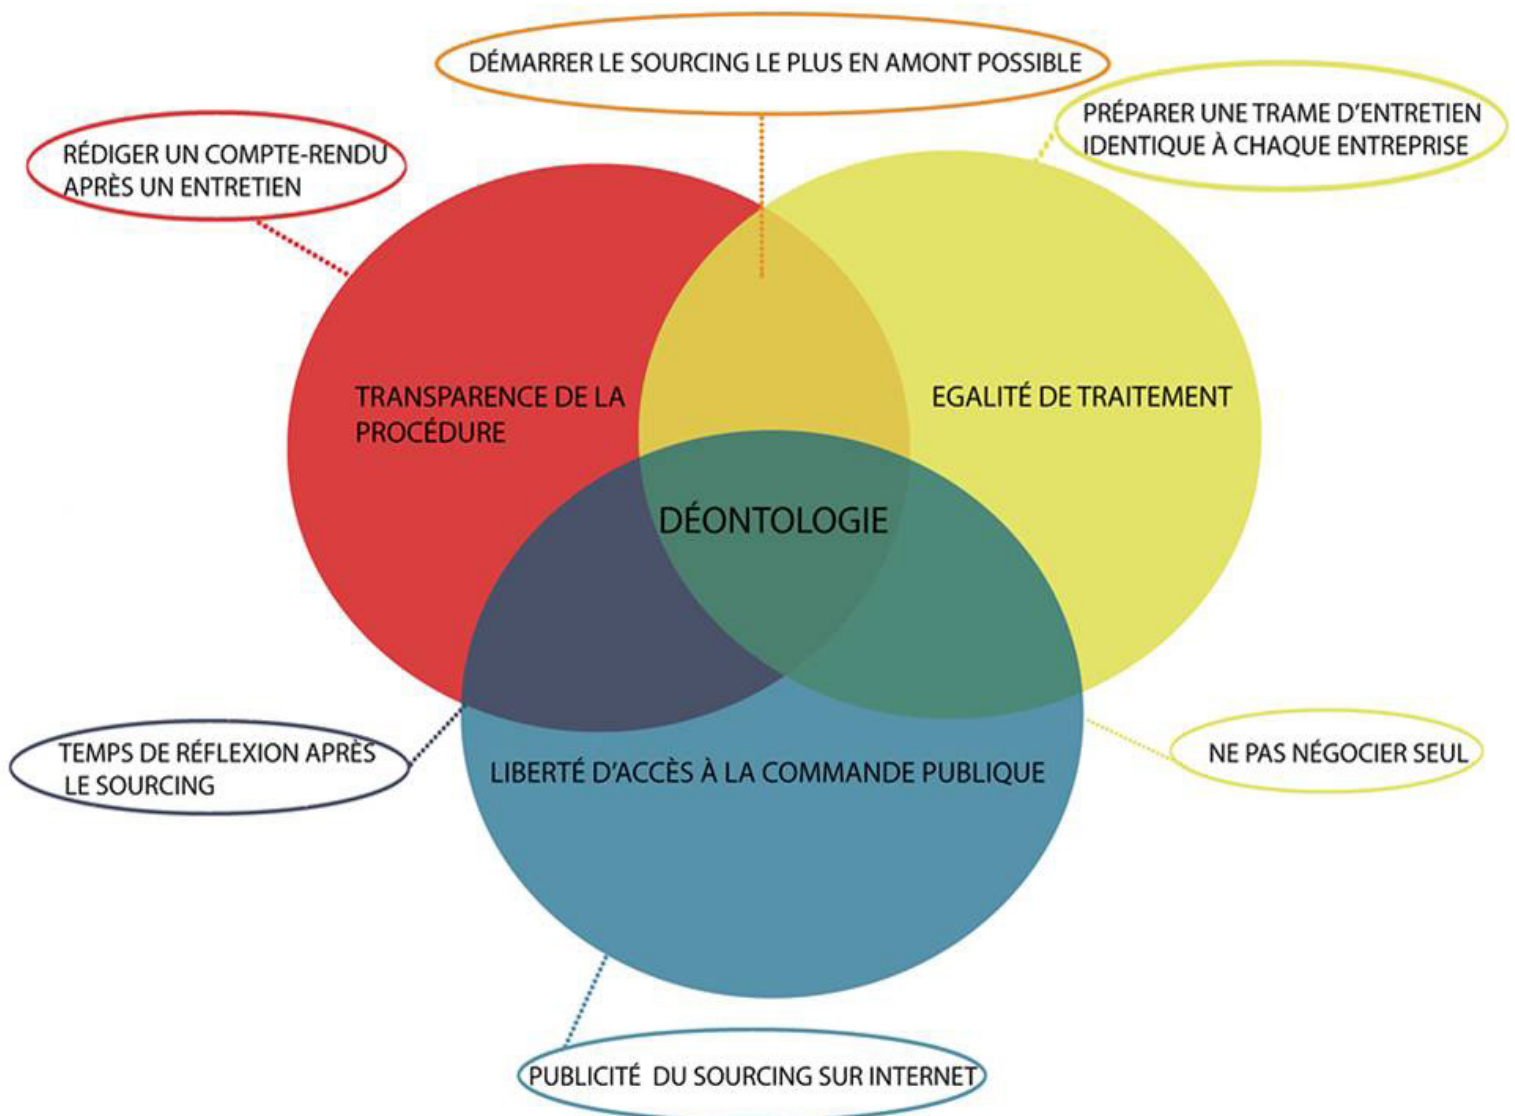 DÉMARRER LE SOURCING LE PLUS EN AMONT POSSIBLE
PRÉPARER UNE TRAME D'ENTRETIEN
IDENTIQUE À CHAQUE ENTREPRISE
RÉDIGER UN COMPTE-RENDU
APRÈS UN ENTRETIEN
TRANSPARENCE DE LA
PROCÉDURE
EGALITÉ DE TRAITEMENT
DÉONTOLOGIE
TEMPS DE RÉFLEXION APRÈS
LE SOURCING
LIBERTÉ D'ACCÈS À LA COMMANDE PUBLIQUE
NE PAS NÉGOCIER SEUL
PUBLICITÉ DU SOURCING SUR INTERNET